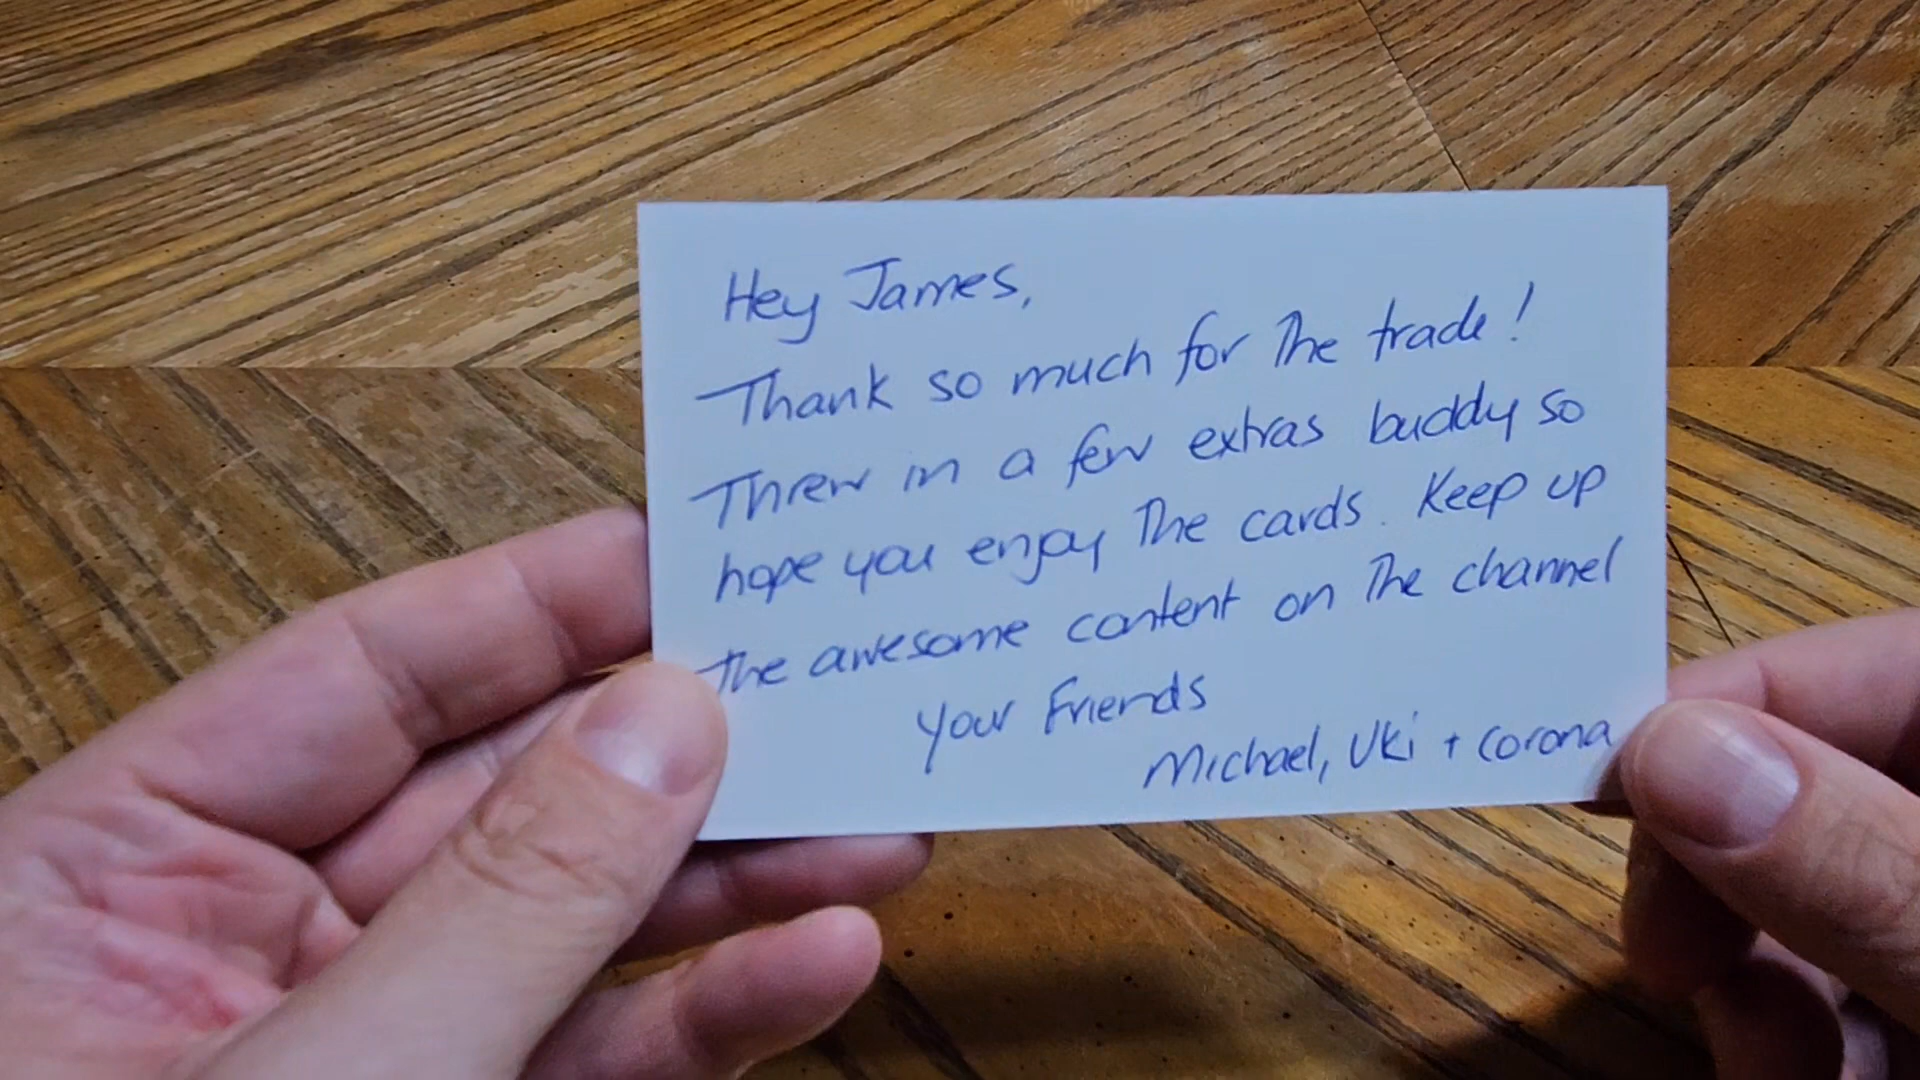 Hey James,
Thank so much for the trade!
Threw in a few extras buddy so
hope you enjoy the cards. Keep up
the awesome content on the channel
Your Friends
Michael, Uki + Corona